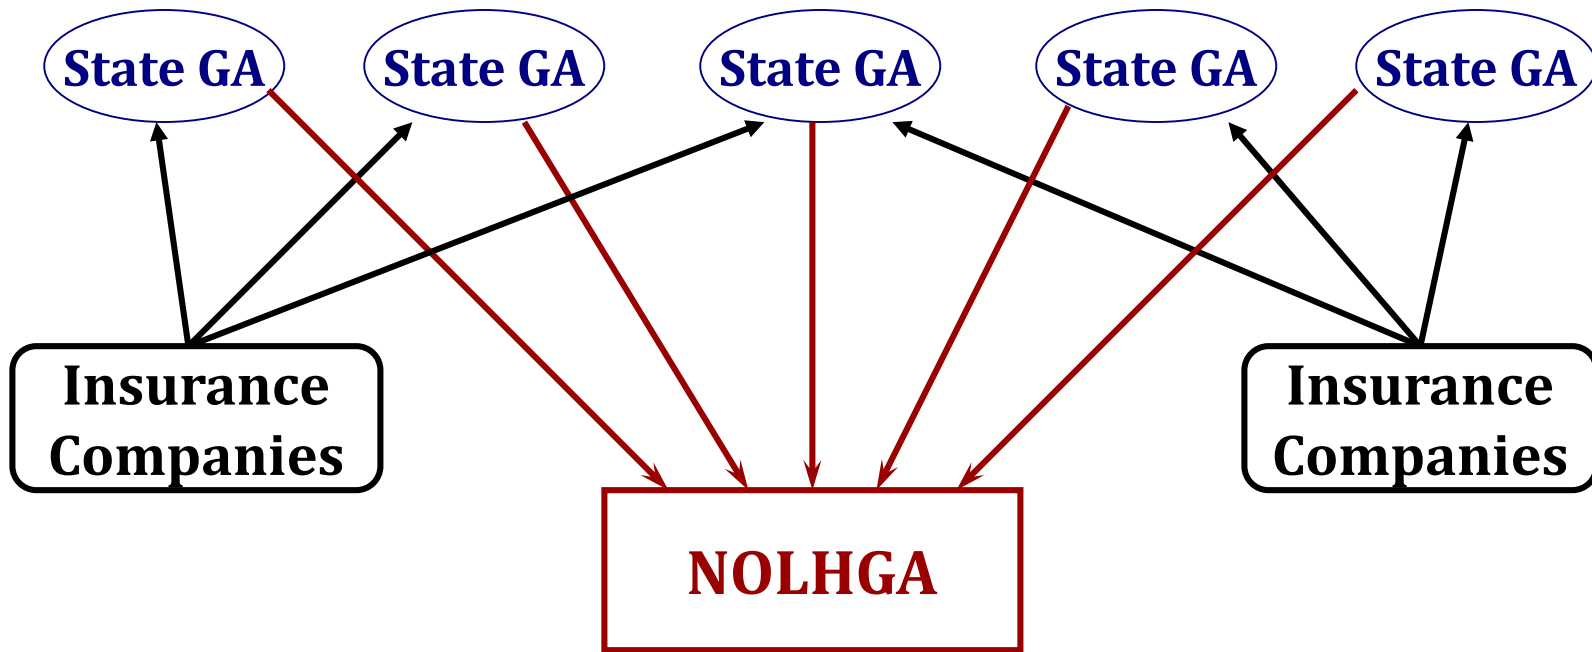 State GA
State GA
State GA
State GA
State GA
Insurance
Companies
Insurance
Companies
NOLHGA